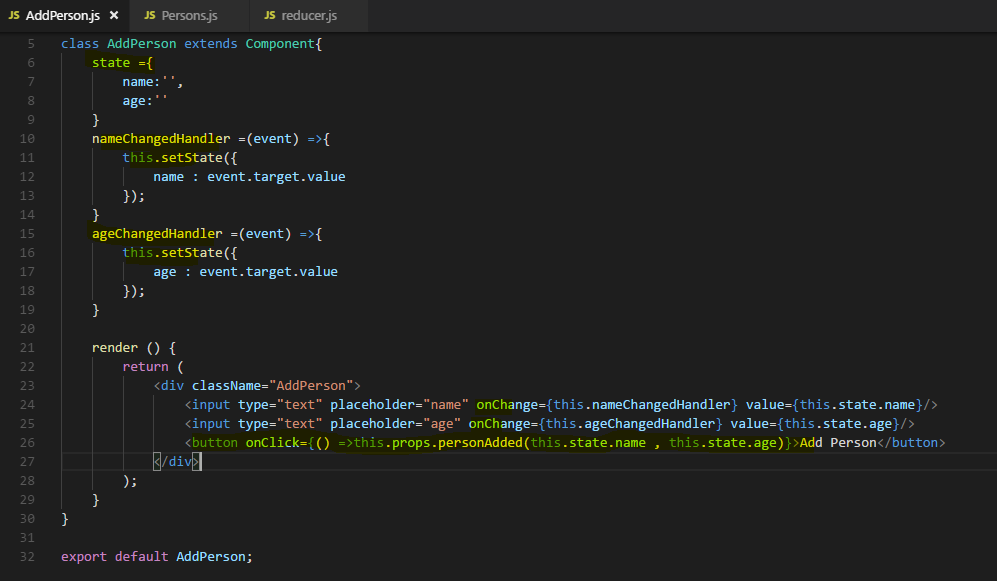 JS AddPerson.js × JS Persons.js JS reducer.js
5 class AddPerson extends Component{
6 state ={
7 name:'',
8 age:''
9 }
10 nameChangedHandler =(event) =>{
11 this.setState({
12 name : event.target.value
13 });
14 }
15 ageChangedHandler =(event) =>{
16 this.setState({
17 age : event.target.value
18 });
19 }
20
21 render () {
22 return (
23 <div className="AddPerson">
24 <input type="text" placeholder="name" onChange={this.nameChangedHandler} value={this.state.name}/>
25 <input type="text" placeholder="age" onChange={this.ageChangedHandler} value={this.state.age}/>
26 <button onClick={() =>this.props.personAdded(this.state.name , this.state.age)}>Add Person</button>
27 </div>
28 );
29 }
30 }
31
32 export default AddPerson;